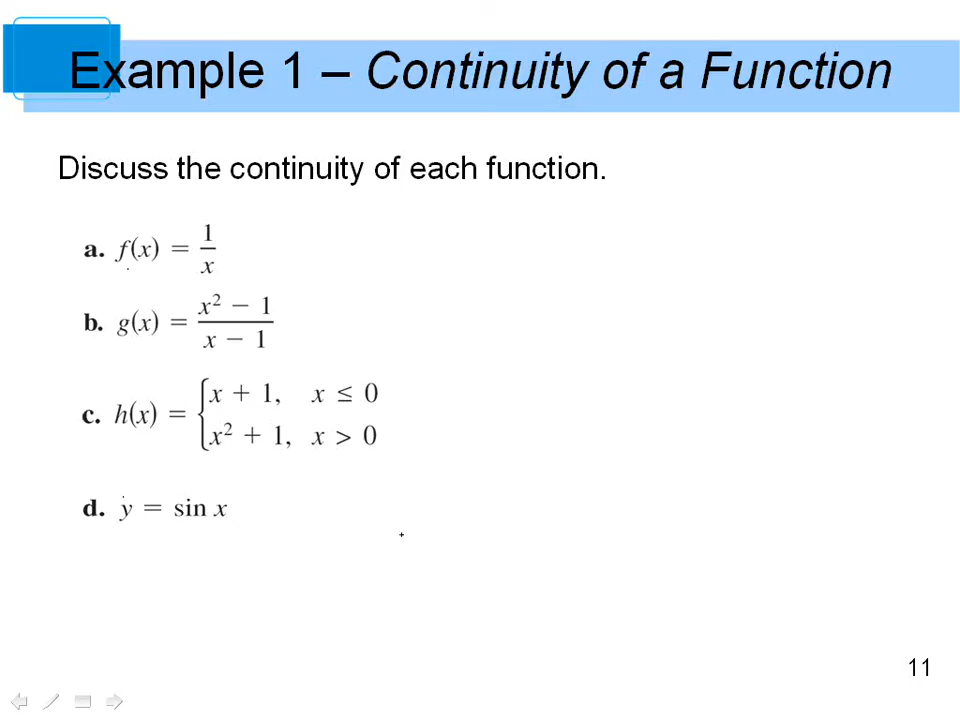 Example 1 – Continuity of a Function
Discuss the continuity of each function.
a. f(x) = 1/x
b. g(x) = (x² − 1)/(x − 1)
c. h(x) = { x + 1, x ≤ 0
x² + 1, x > 0
d. y = sin x
11